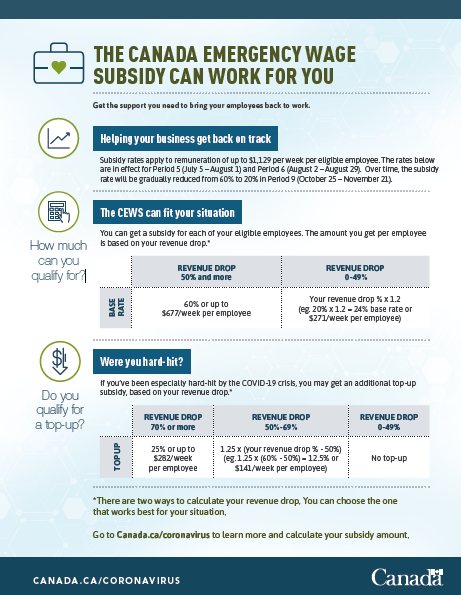 THE CANADA EMERGENCY WAGE
SUBSIDY CAN WORK FOR YOU
Get the support you need to bring your employees back to work.
Helping your business get back on track
Subsidy rates apply to remuneration of up to $1,129 per week per eligible employee. The rates below
are in effect for Period 5 (July 5 – August 1) and Period 6 (August 2 – August 29). Over time, the subsidy
rate will be gradually reduced from 60% to 20% in Period 9 (October 25 – November 21).
The CEWS can fit your situation
How much
can you
qualify for?
You can get a subsidy for each of your eligible employees. The amount you get per employee
is based on your revenue drop.*
REVENUE DROP
50% and more
REVENUE DROP
0-49%
BASE
RATE
60% or up to
$677/week per employee
Your revenue drop % x 1.2
(eg. 20% x 1.2 = 24% base rate or
$271/week per employee)
Were you hard-hit?
Do you
qualify for
a top-up?
If you've been especially hard-hit by the COVID-19 crisis, you may get an additional top-up
subsidy, based on your revenue drop.*
REVENUE DROP
70% or more
REVENUE DROP
50%-69%
REVENUE DROP
0-49%
TOP UP
25% or up to
$282/week
per employee
1.25 x (your revenue drop % - 50%)
(eg. 1.25 x (60% - 50%) = 12.5% or
$141/week per employee)
No top-up
*There are two ways to calculate your revenue drop. You can choose the one
that works best for your situation.
Go to Canada.ca/coronavirus to learn more and calculate your subsidy amount.
CANADA.CA/CORONAVIRUS
Canada